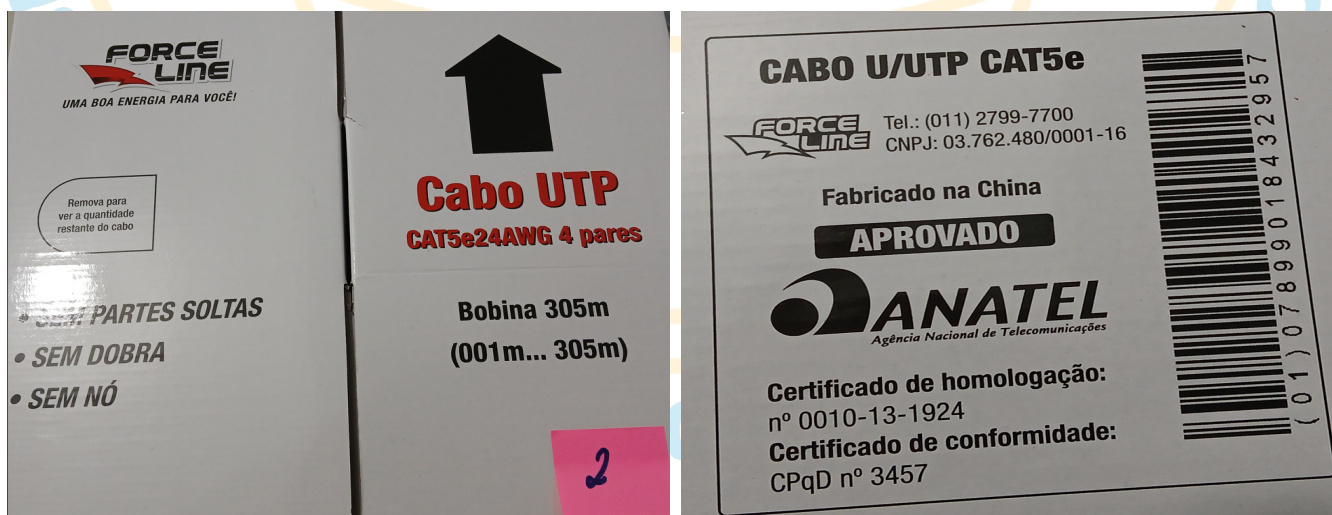 FORCE
LINE
UMA BOA ENERGIA PARA VOCÊ!
Remova para
ver a quantidade
restante do cabo
• SEM PARTES SOLTAS
• SEM DOBRA
• SEM NÓ
Cabo UTP
CAT5e24AWG 4 pares
Bobina 305m
(001m... 305m)
2
CABO U/UTP CAT5e
FORCE
LINE
Tel.: (011) 2799-7700
CNPJ: 03.762.480/0001-16
Fabricado na China
APROVADO
ANATEL
Agência Nacional de Telecomunicações
Certificado de homologação:
nº 0010-13-1924
Certificado de conformidade:
CPqD nº 3457
(01)07899018432957